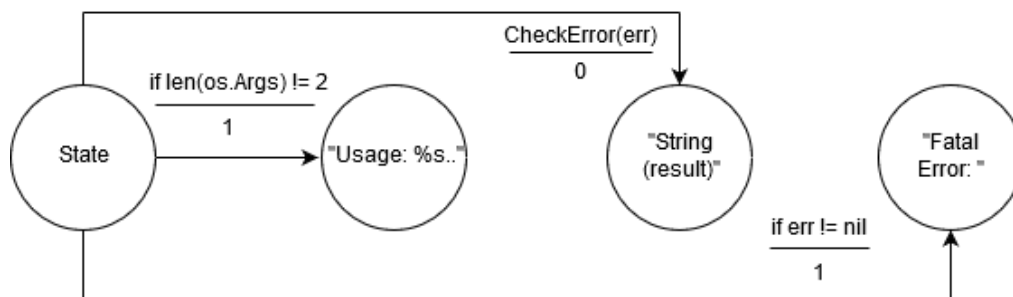 CheckError(err)
0
if len(os.Args) != 2
1
State
"Usage: %s.."
"String
(result)"
"Fatal
Error: "
if err != nil
1